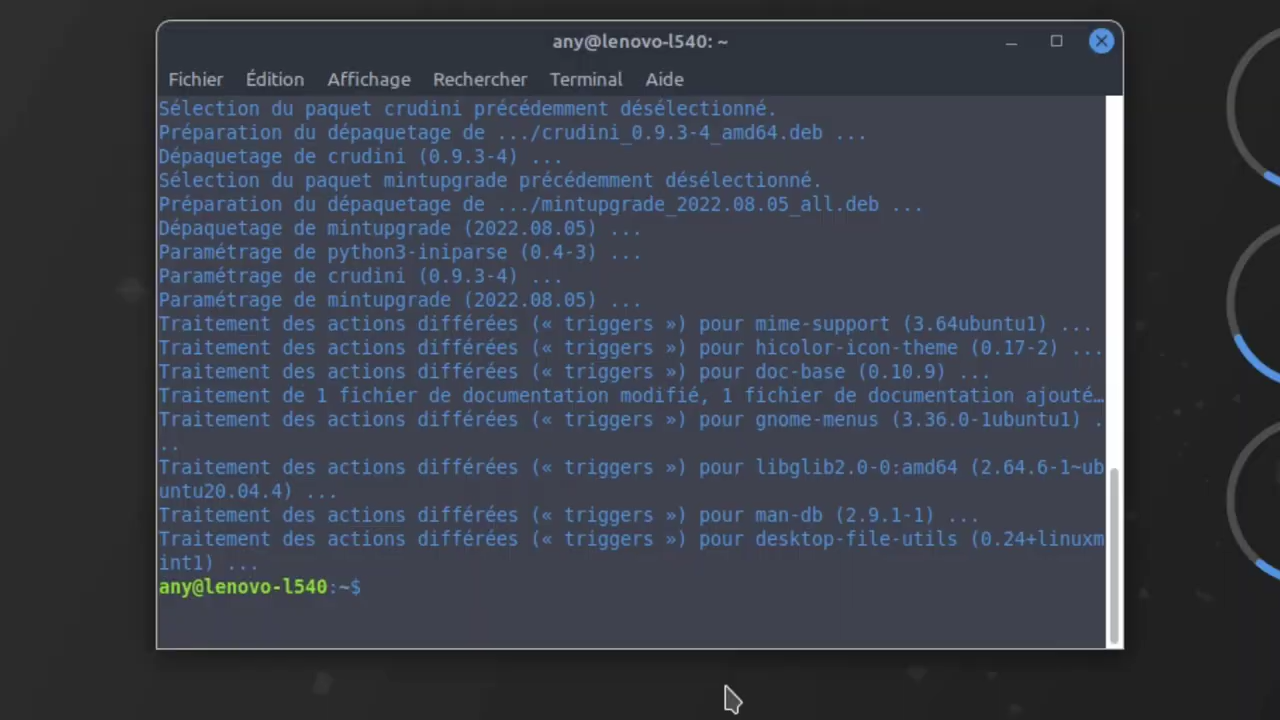 any@lenovo-l540: ~
Fichier Édition Affichage Rechercher Terminal Aide
Sélection du paquet crudini précédemment désélectionné.
Préparation du dépaquetage de .../crudini_0.9.3-4_amd64.deb ...
Dépaquetage de crudini (0.9.3-4) ...
Sélection du paquet mintupgrade précédemment désélectionné.
Préparation du dépaquetage de .../mintupgrade_2022.08.05_all.deb ...
Dépaquetage de mintupgrade (2022.08.05) ...
Paramétrage de python3-iniparse (0.4-3) ...
Paramétrage de crudini (0.9.3-4) ...
Paramétrage de mintupgrade (2022.08.05) ...
Traitement des actions différées (« triggers ») pour mime-support (3.64ubuntu1) ...
Traitement des actions différées (« triggers ») pour hicolor-icon-theme (0.17-2) ...
Traitement des actions différées (« triggers ») pour doc-base (0.10.9) ...
Traitement de 1 fichier de documentation modifié, 1 fichier de documentation ajouté…
Traitement des actions différées (« triggers ») pour gnome-menus (3.36.0-1ubuntu1) .
..
Traitement des actions différées (« triggers ») pour libglib2.0-0:amd64 (2.64.6-1~ub
untu20.04.4) ...
Traitement des actions différées (« triggers ») pour man-db (2.9.1-1) ...
Traitement des actions différées (« triggers ») pour desktop-file-utils (0.24+linuxm
int1) ...
any@lenovo-l540:~$